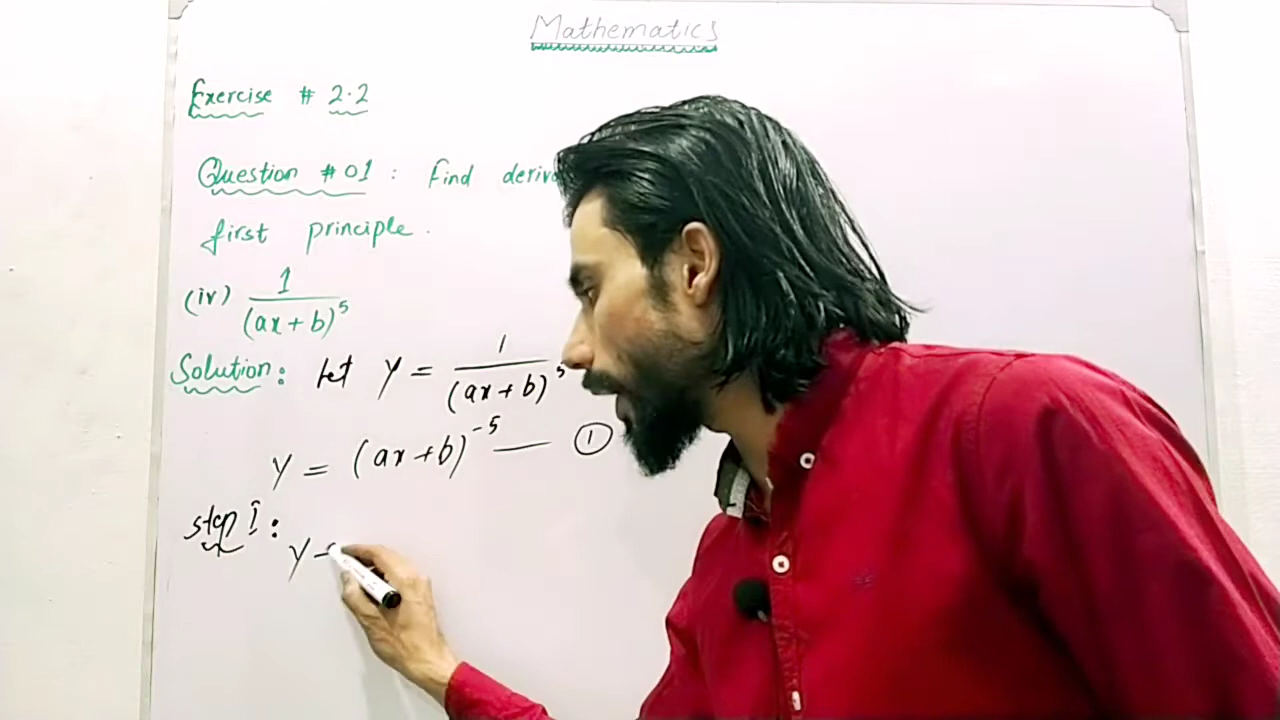 Mathematics
Exercise # 2.2
Question #01 : Find deriv
first principle.
(iv) 1/(ax+b)⁵
Solution: Let y = 1/(ax+b)⁵
y = (ax+b)⁻⁵ — ①
step I:
y